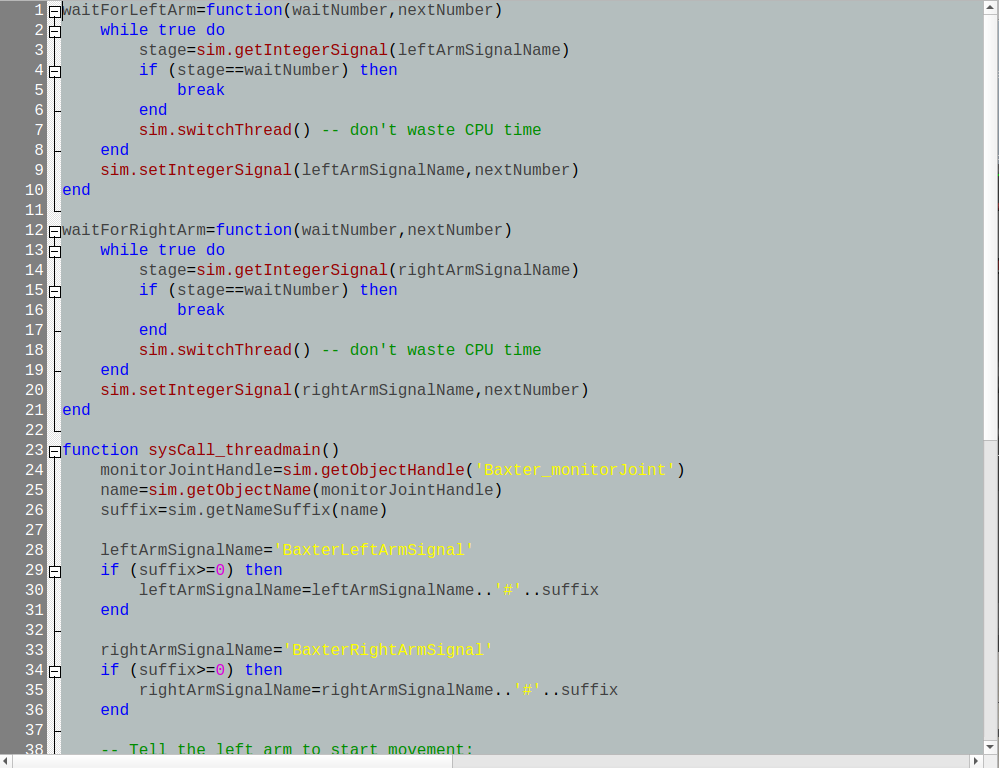 1 waitForLeftArm=function(waitNumber,nextNumber)
2     while true do
3         stage=sim.getIntegerSignal(leftArmSignalName)
4         if (stage==waitNumber) then
5             break
6         end
7         sim.switchThread() -- don't waste CPU time
8     end
9     sim.setIntegerSignal(leftArmSignalName,nextNumber)
10 end
11
12 waitForRightArm=function(waitNumber,nextNumber)
13     while true do
14         stage=sim.getIntegerSignal(rightArmSignalName)
15         if (stage==waitNumber) then
16             break
17         end
18         sim.switchThread() -- don't waste CPU time
19     end
20     sim.setIntegerSignal(rightArmSignalName,nextNumber)
21 end
22
23 function sysCall_threadmain()
24     monitorJointHandle=sim.getObjectHandle('Baxter_monitorJoint')
25     name=sim.getObjectName(monitorJointHandle)
26     suffix=sim.getNameSuffix(name)
27
28     leftArmSignalName='BaxterLeftArmSignal'
29     if (suffix>=0) then
30         leftArmSignalName=leftArmSignalName..'#'..suffix
31     end
32
33     rightArmSignalName='BaxterRightArmSignal'
34     if (suffix>=0) then
35         rightArmSignalName=rightArmSignalName..'#'..suffix
36     end
37
38     -- Tell the left arm to start movement: